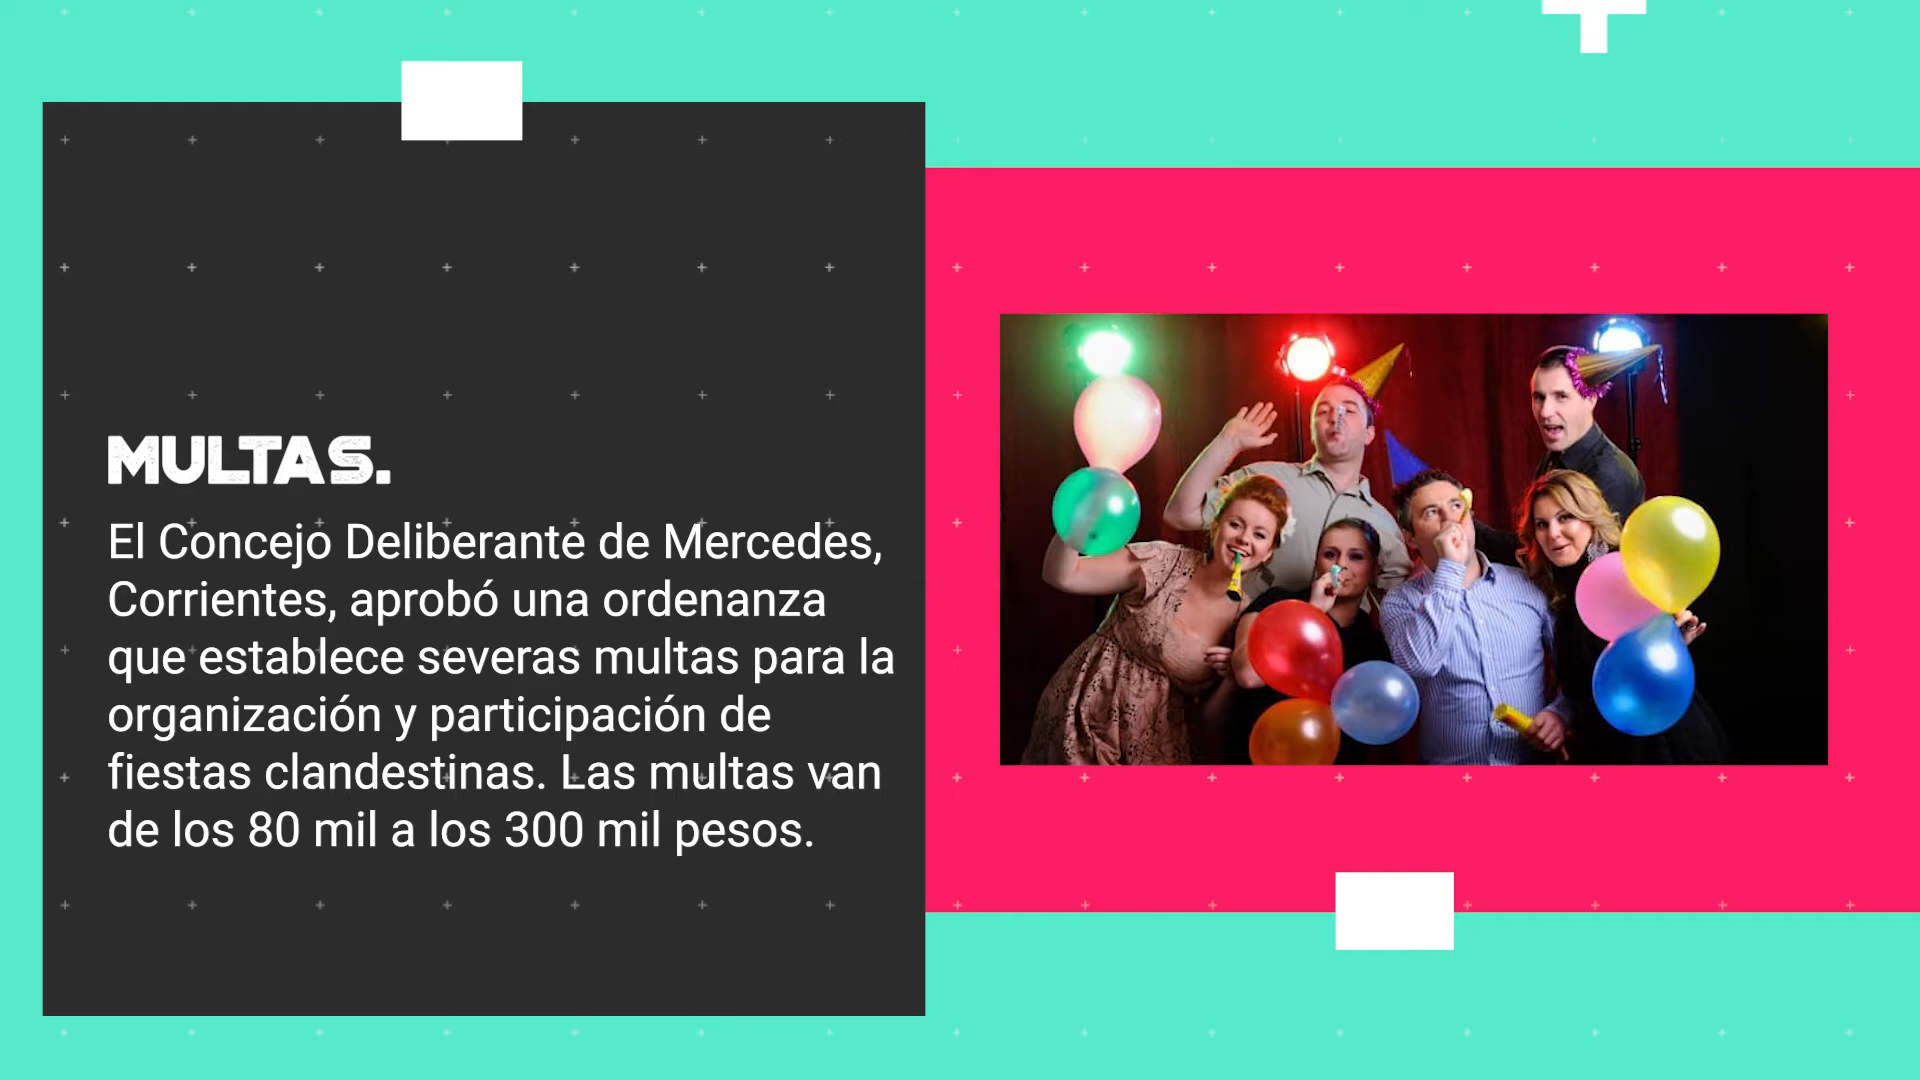 MULTAS.
El Concejo Deliberante de Mercedes,
Corrientes, aprobó una ordenanza
que establece severas multas para la
organización y participación de
fiestas clandestinas. Las multas van
de los 80 mil a los 300 mil pesos.